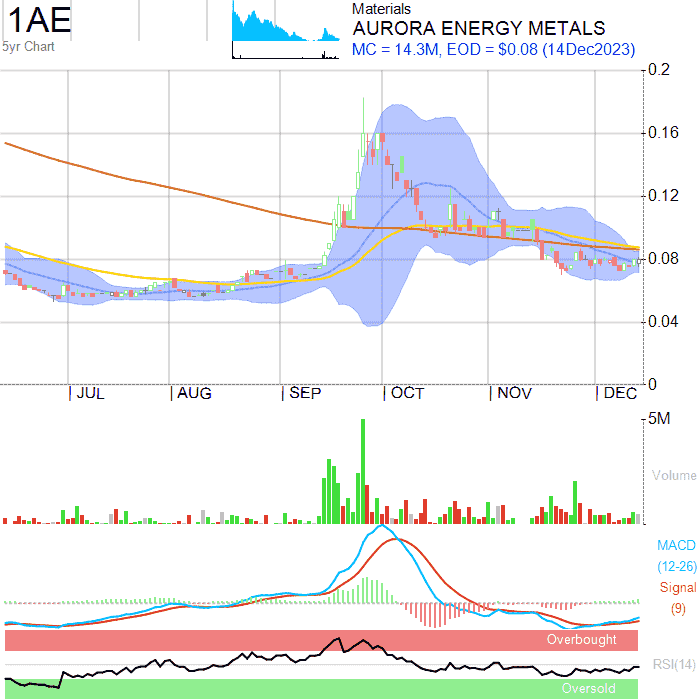 1AE
5yr Chart
Materials
AURORA ENERGY METALS
MC = 14.3M, EOD = $0.08 (14Dec2023)
0.2
0.16
0.12
0.08
0.04
0
JUL AUG SEP OCT NOV DEC
5M
Volume
MACD
(12-26)
Signal
(9)
Overbought
RSI(14)
Oversold